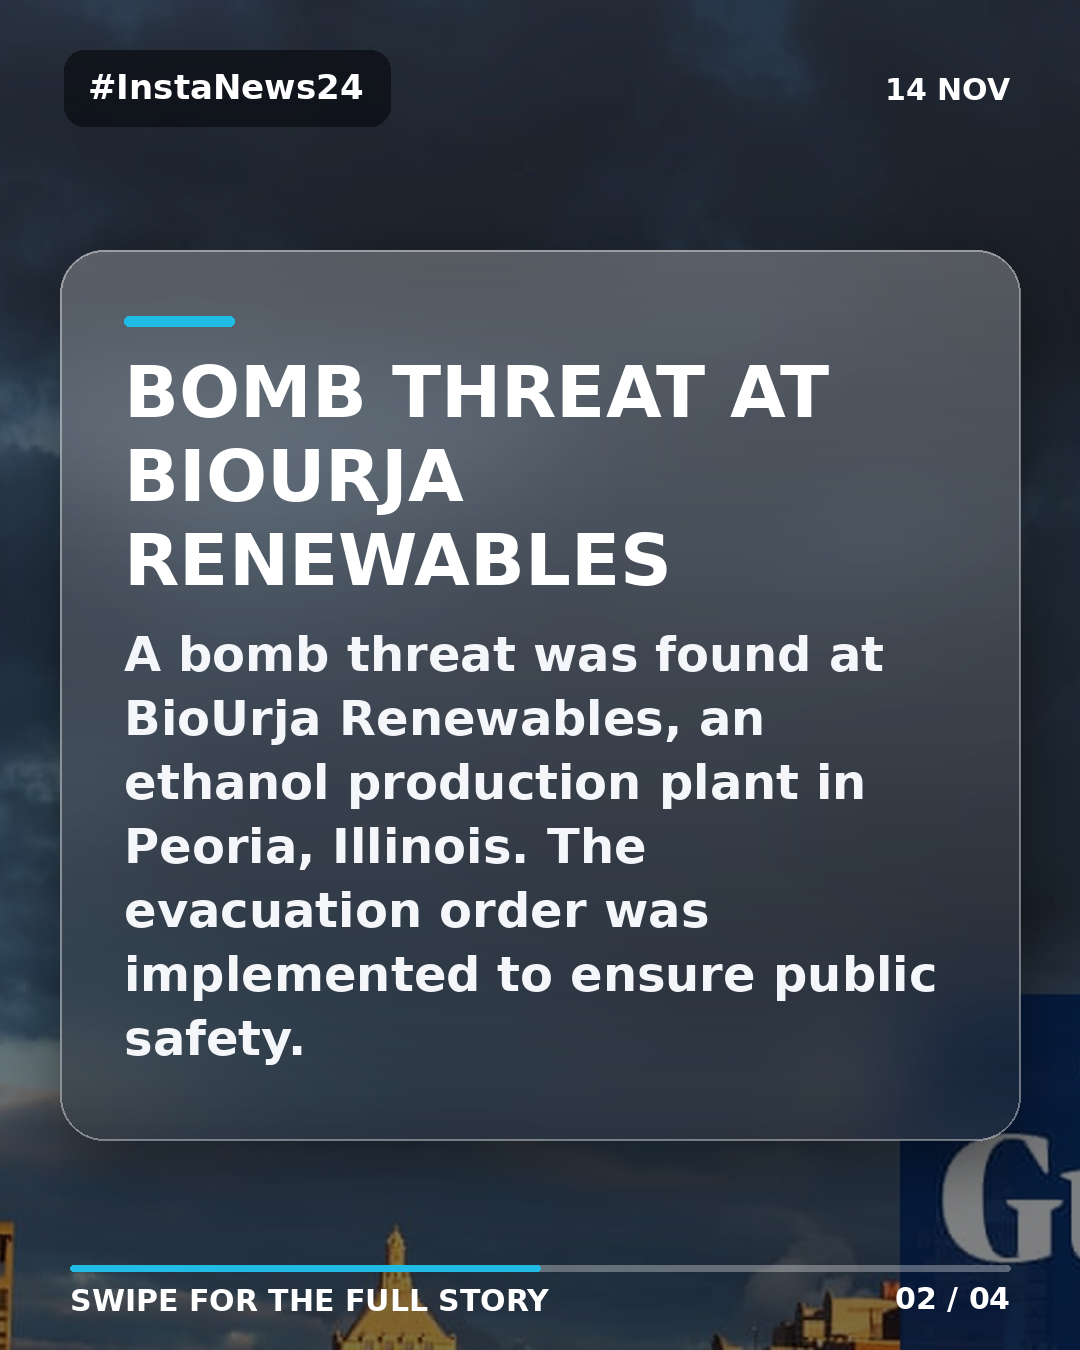 #InstaNews24
14 NOV
BOMB THREAT AT
BIOURJA
RENEWABLES
A bomb threat was found at
BioUrja Renewables, an
ethanol production plant in
Peoria, Illinois. The
evacuation order was
implemented to ensure public
safety.
SWIPE FOR THE FULL STORY
02 / 04